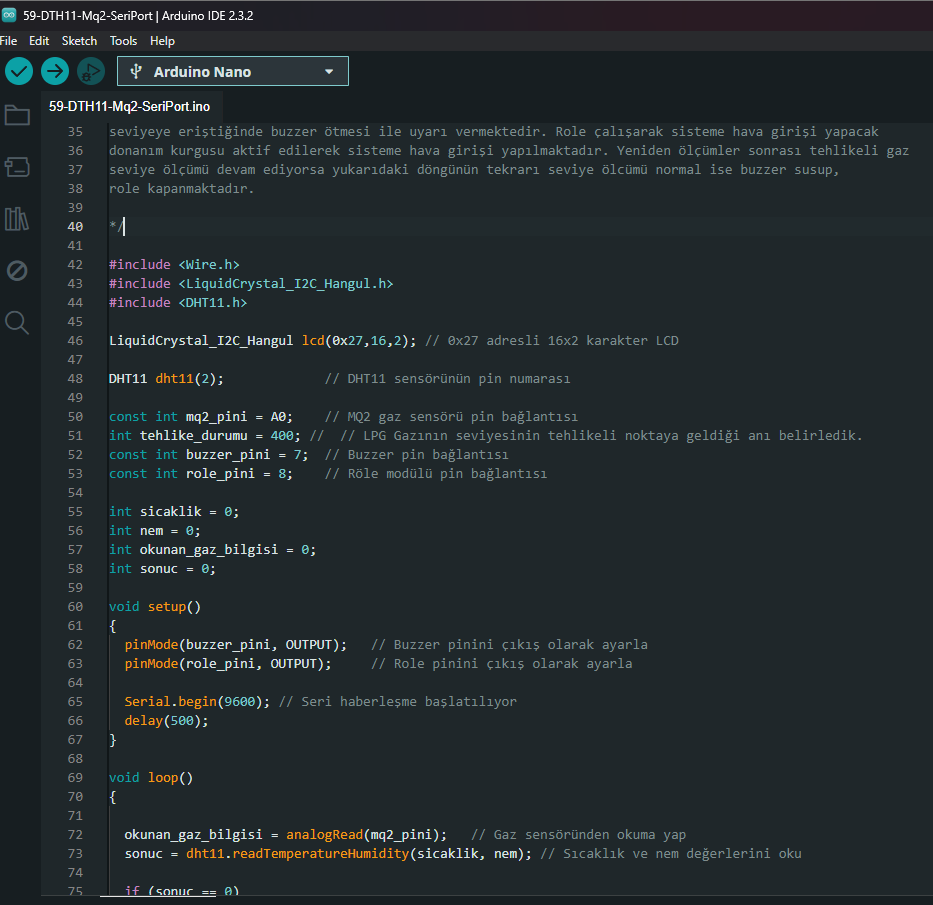 59-DTH11-Mq2-SeriPort | Arduino IDE 2.3.2
File Edit Sketch Tools Help
Arduino Nano
59-DTH11-Mq2-SeriPort.ino
35 seviyeye eriştiğinde buzzer ötmesi ile uyarı vermektedir. Role çalışarak sisteme hava girişi yapacak
36 donanım kurgusu aktif edilerek sisteme hava girişi yapılmaktadır. Yeniden ölçümler sonrası tehlikeli gaz
37 seviye ölçümü devam ediyorsa yukarıdaki döngünün tekrarı seviye ölcümü normal ise buzzer susup,
38 role kapanmaktadır.
39
40 */
41
42 #include <Wire.h>
43 #include <LiquidCrystal_I2C_Hangul.h>
44 #include <DHT11.h>
45
46 LiquidCrystal_I2C_Hangul lcd(0x27,16,2); // 0x27 adresli 16x2 karakter LCD
47
48 DHT11 dht11(2); // DHT11 sensörünün pin numarası
49
50 const int mq2_pini = A0; // MQ2 gaz sensörü pin bağlantısı
51 int tehlike_durumu = 400; // // LPG Gazının seviyesinin tehlikeli noktaya geldiği anı belirledik.
52 const int buzzer_pini = 7; // Buzzer pin bağlantısı
53 const int role_pini = 8; // Röle modülü pin bağlantısı
54
55 int sicaklik = 0;
56 int nem = 0;
57 int okunan_gaz_bilgisi = 0;
58 int sonuc = 0;
59
60 void setup()
61 {
62 pinMode(buzzer_pini, OUTPUT); // Buzzer pinini çıkış olarak ayarla
63 pinMode(role_pini, OUTPUT); // Role pinini çıkış olarak ayarla
64
65 Serial.begin(9600); // Seri haberleşme başlatılıyor
66 delay(500);
67 }
68
69 void loop()
70 {
71
72 okunan_gaz_bilgisi = analogRead(mq2_pini); // Gaz sensöründen okuma yap
73 sonuc = dht11.readTemperatureHumidity(sicaklik, nem); // Sıcaklık ve nem değerlerini oku
74
75 if (sonuc == 0)